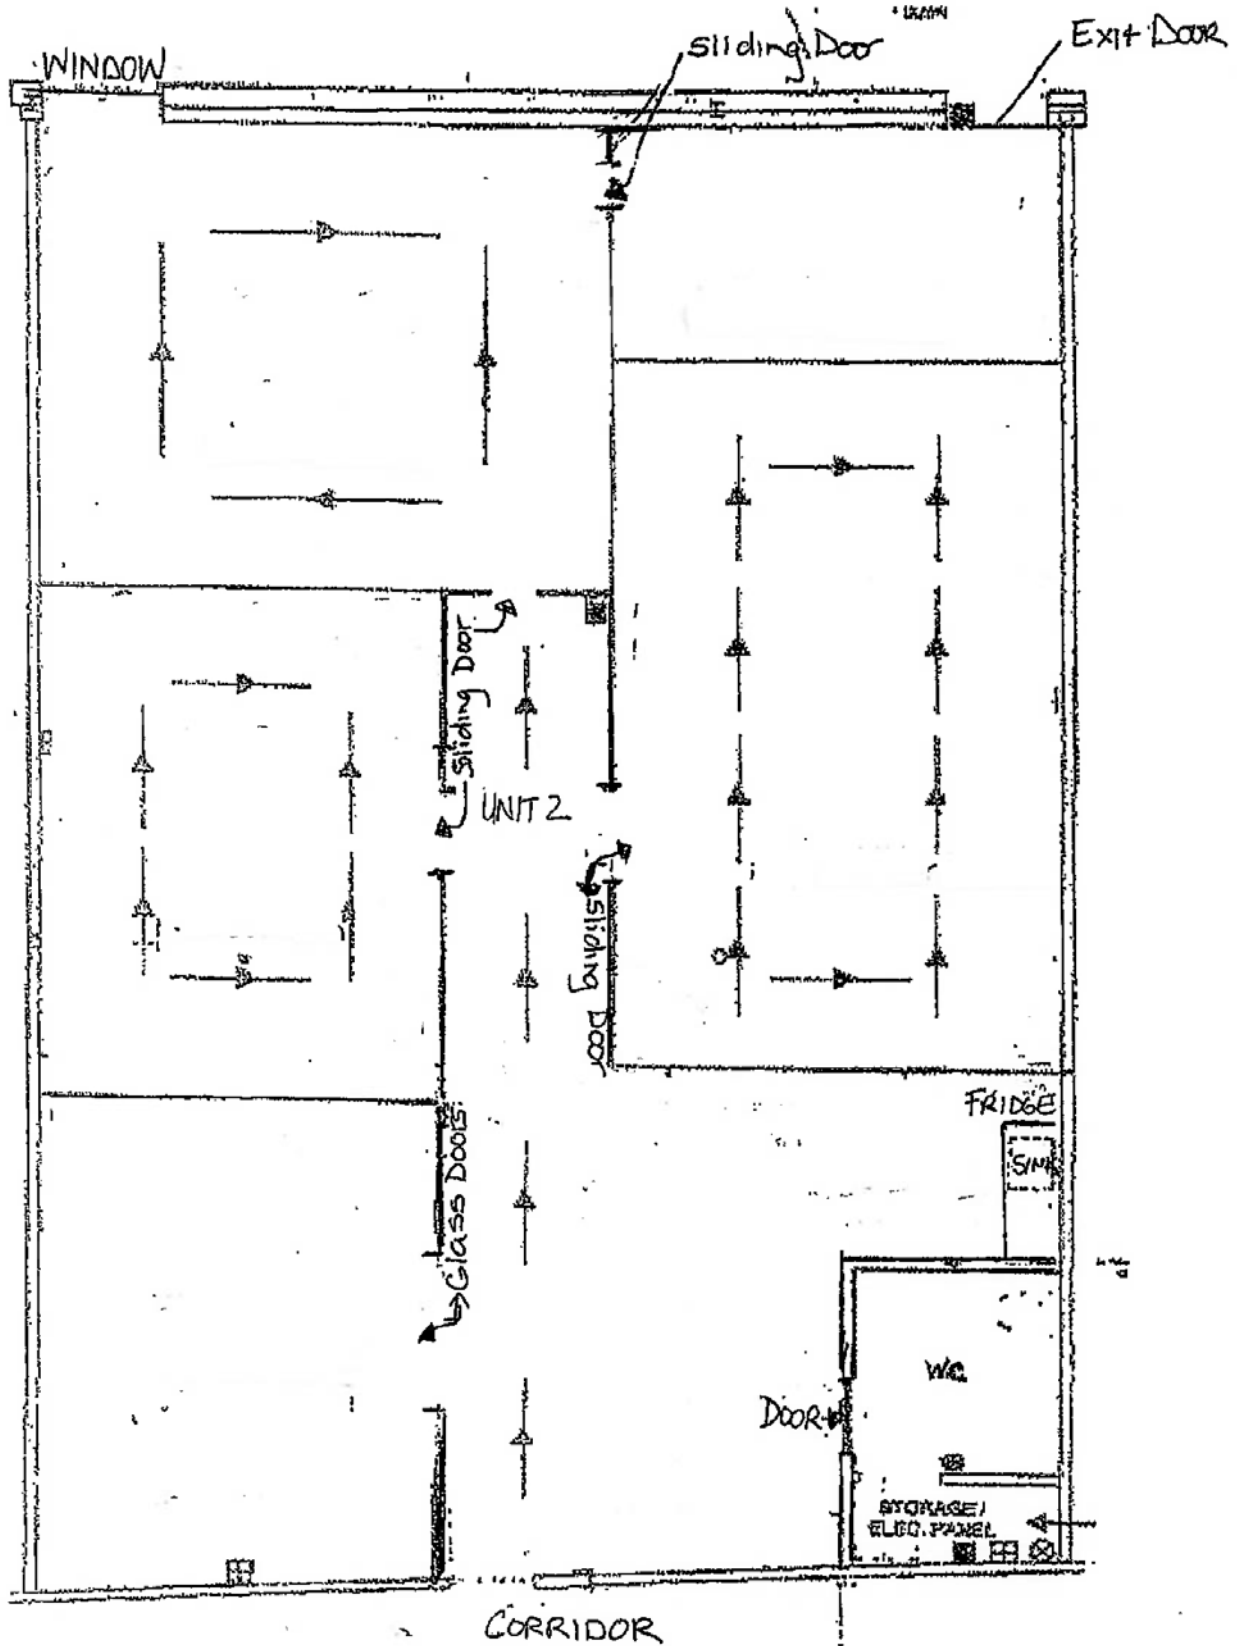 WINDOW
Sliding Door
Exit Door
Sliding Door
UNIT 2
Sliding Door
FRIDGE
SINK
Glass Doors
WC
DOOR
STORAGE/
ELEC. PANEL
CORRIDOR